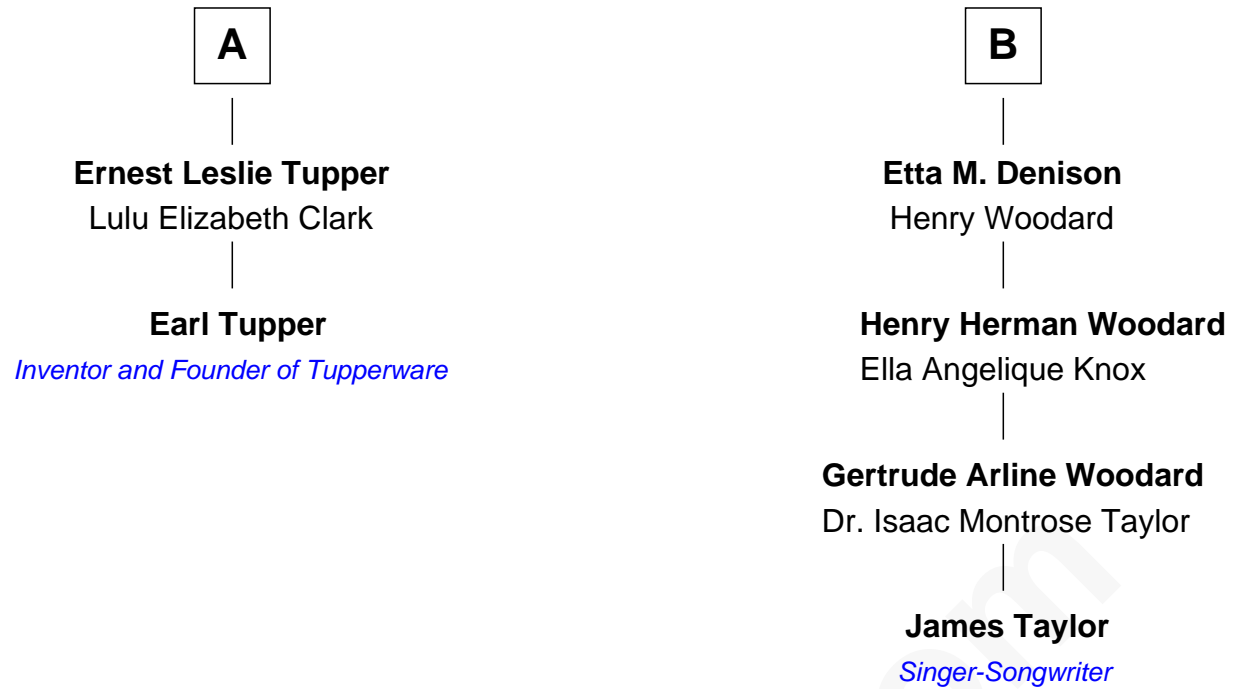 A
Ernest Leslie Tupper
Lulu Elizabeth Clark
Earl Tupper
Inventor and Founder of Tupperware
B
Etta M. Denison
Henry Woodard
Henry Herman Woodard
Ella Angelique Knox
Gertrude Arline Woodard
Dr. Isaac Montrose Taylor
James Taylor
Singer-Songwriter